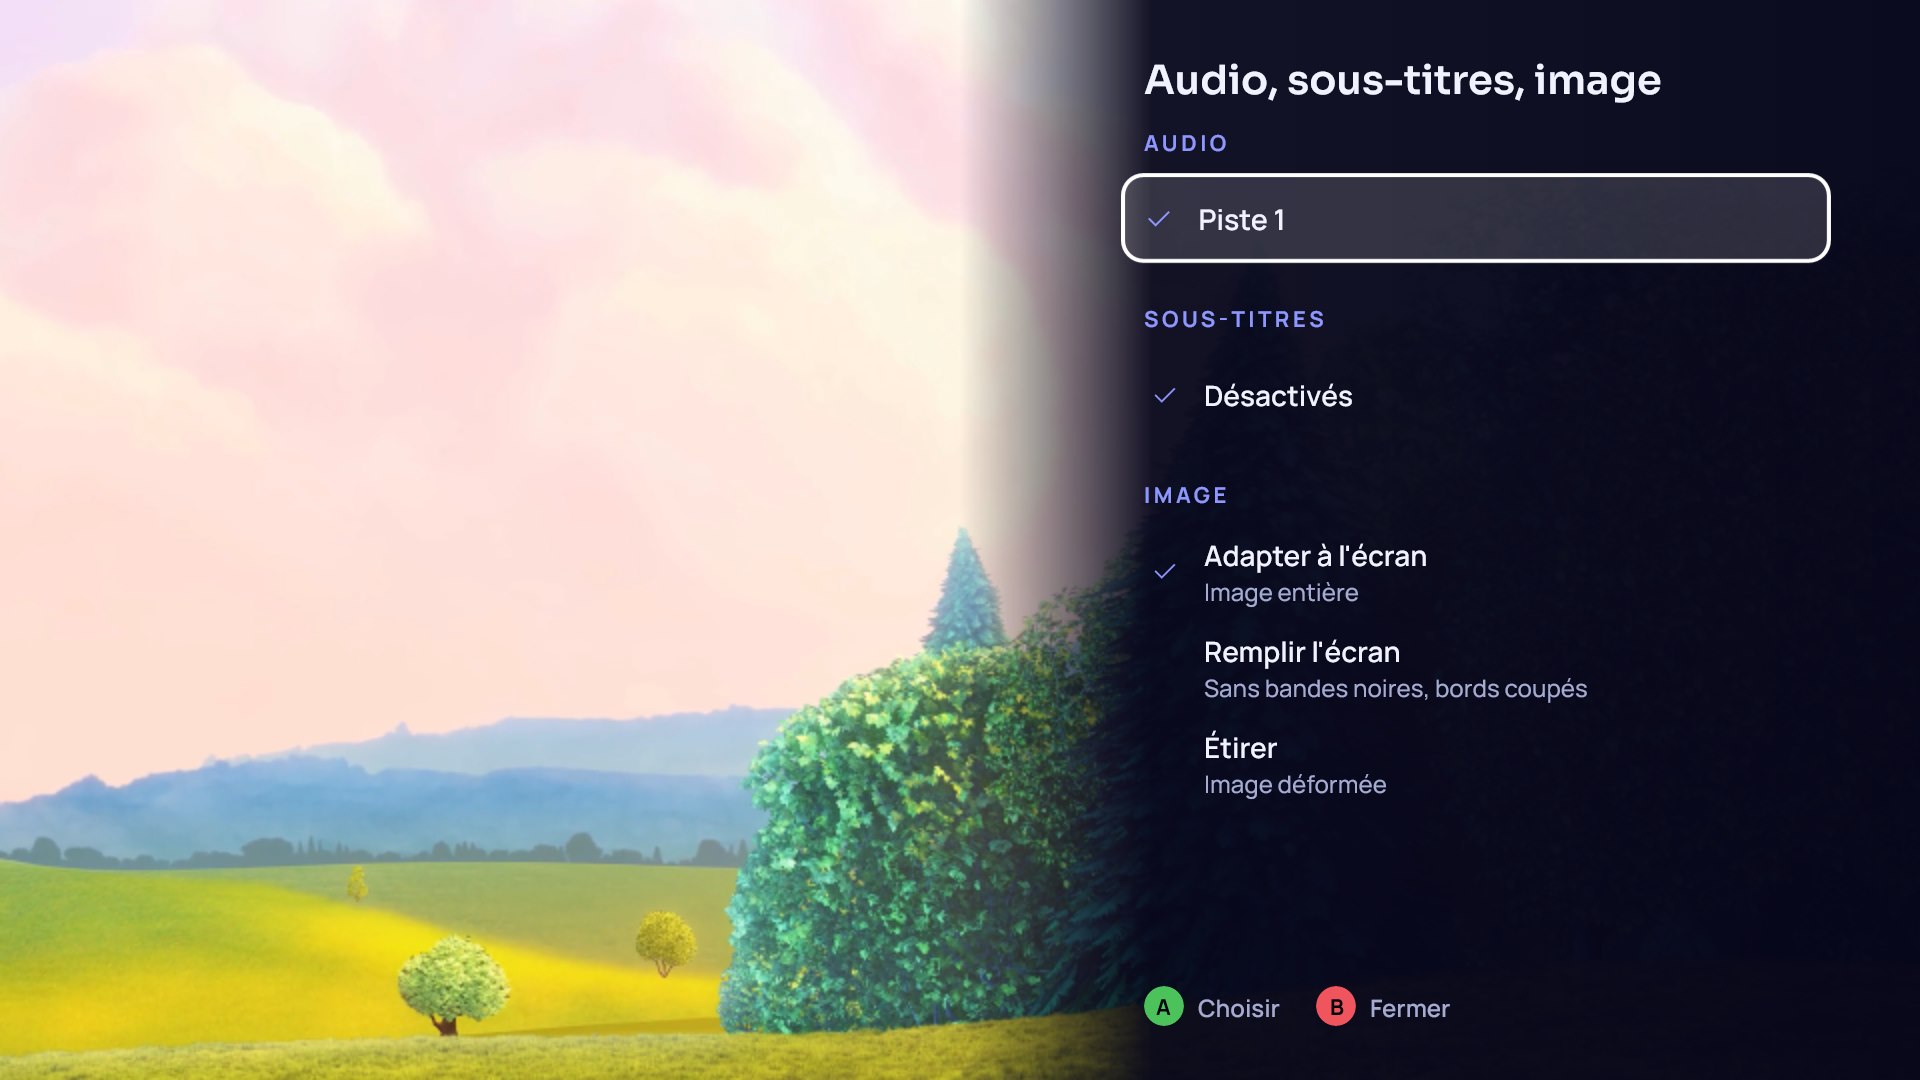 Audio, sous-titres, image
AUDIO
Piste 1
SOUS-TITRES
Désactivés
IMAGE
Adapter à l'écran
Image entière
Remplir l'écran
Sans bandes noires, bords coupés
Étirer
Image déformée
A Choisir B Fermer